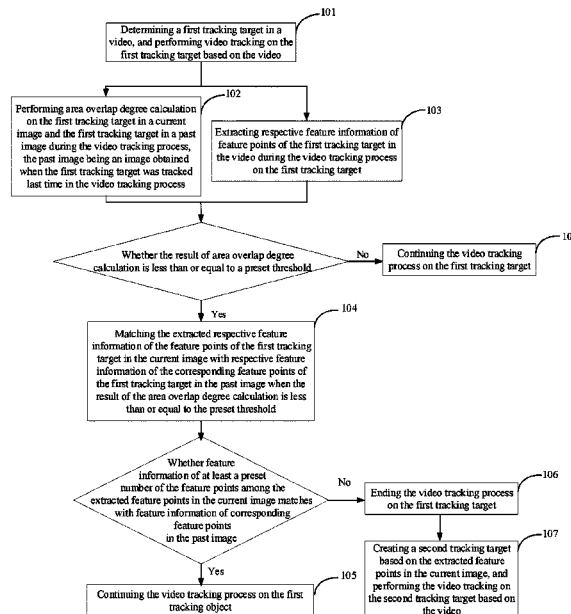 101
Determining a first tracking target in a
video, and performing video tracking on the
first tracking target based on the video
102
Performing area overlap degree calculation
on the first tracking target in a current
image and the first tracking target in a past
image during the video tracking process,
the past image being an image obtained
when the first tracking target was tracked
last time in the video tracking process
103
Extracting respective feature information of
feature points of the first tracking target in
the video during the video tracking process
on the first tracking target
Whether the result of area overlap degree
calculation is less than or equal to a preset
threshold
No
10
Continuing the video tracking
process on the first tracking target
Yes
104
Matching the extracted respective feature
information of the feature points of the first tracking
target in the current image with respective feature
information of the corresponding feature points of
the first tracking target in the past image when the
result of the area overlap degree calculation is less
than or equal to the preset threshold
Whether feature
information of at least a preset
number of the feature points among the
extracted feature points in the current image matches
with feature information of corresponding
feature points
in the past image
No
106
Ending the video tracking process
on the first tracking target
107
Creating a second tracking target
based on the extracted feature
points in the current image, and
performing the video tracking on
the second tracking target based on
the video
Yes
105
Continuing the video tracking process on the first
tracking object